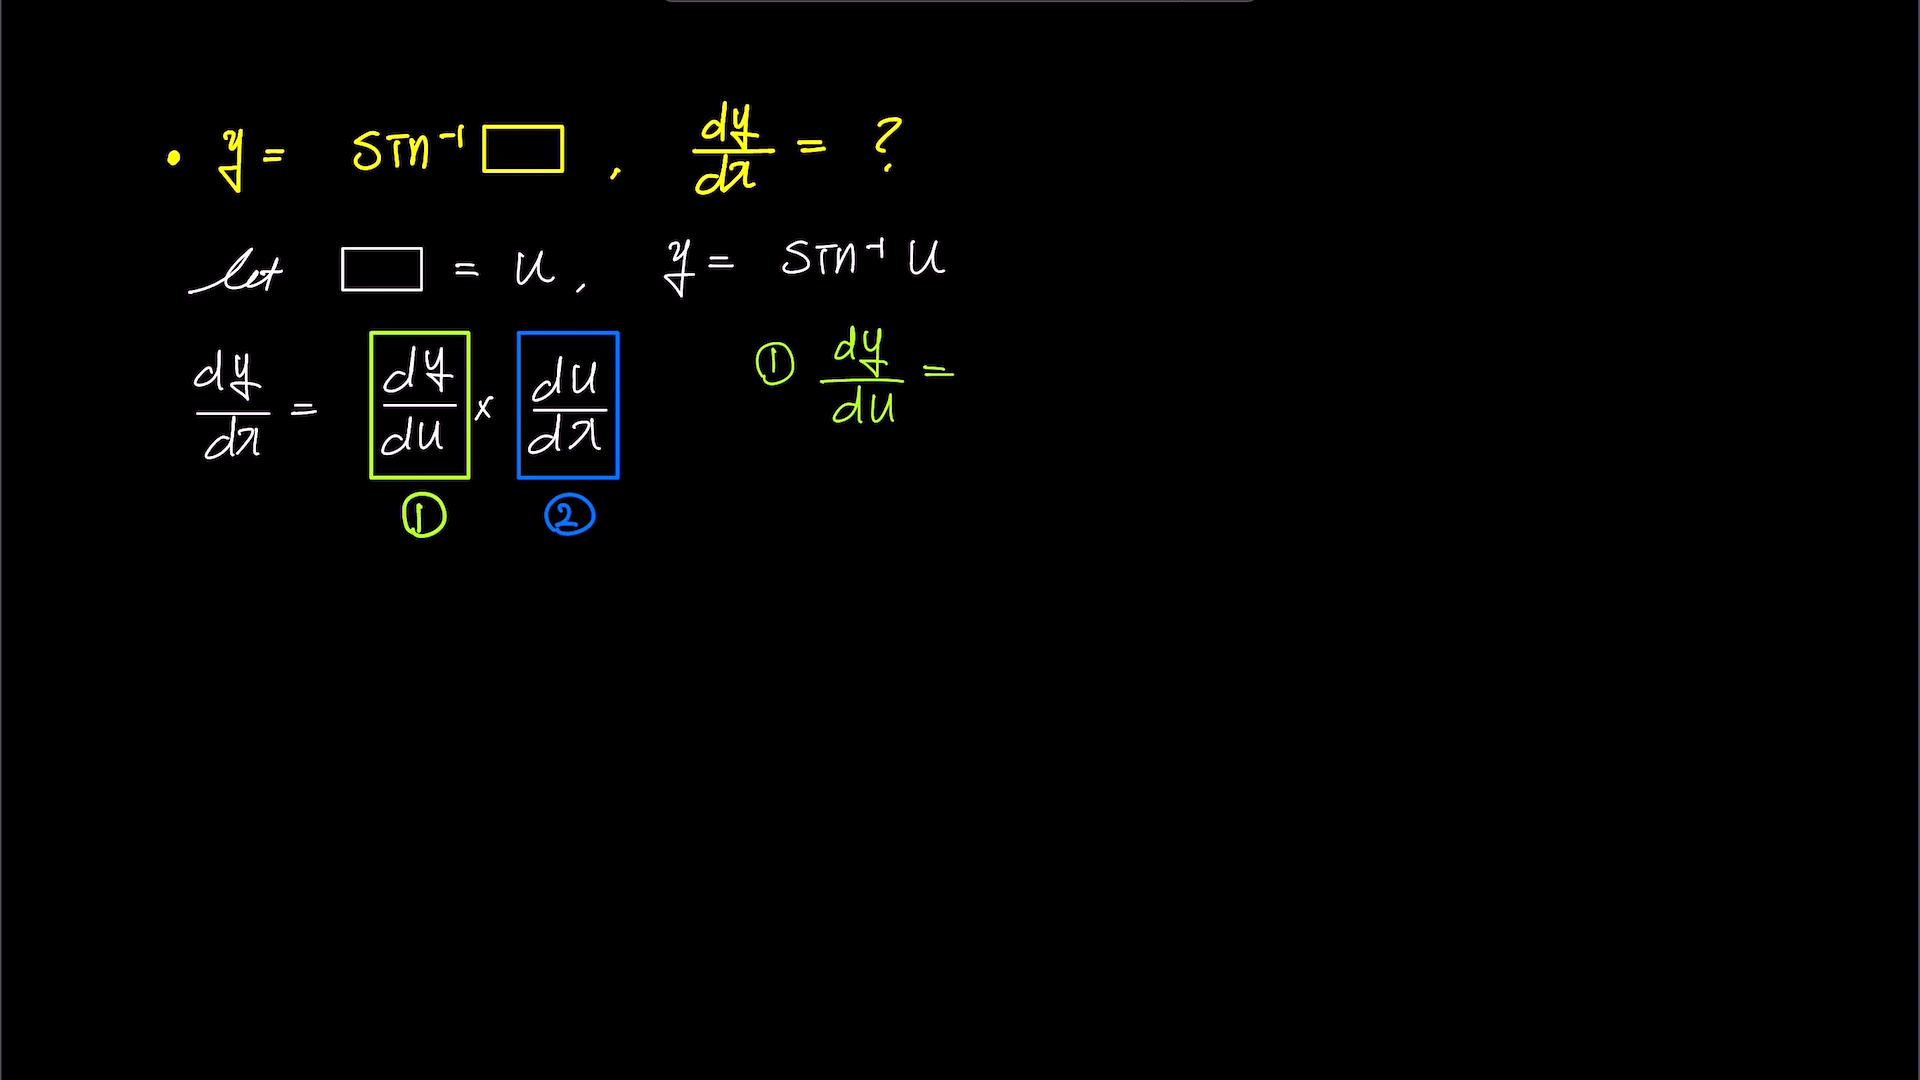 • y = sin⁻¹ □ , dy/dx = ?
let □ = u , y = sin⁻¹ u
dy/dx = dy/du × du/dx ① dy/du =
① ②